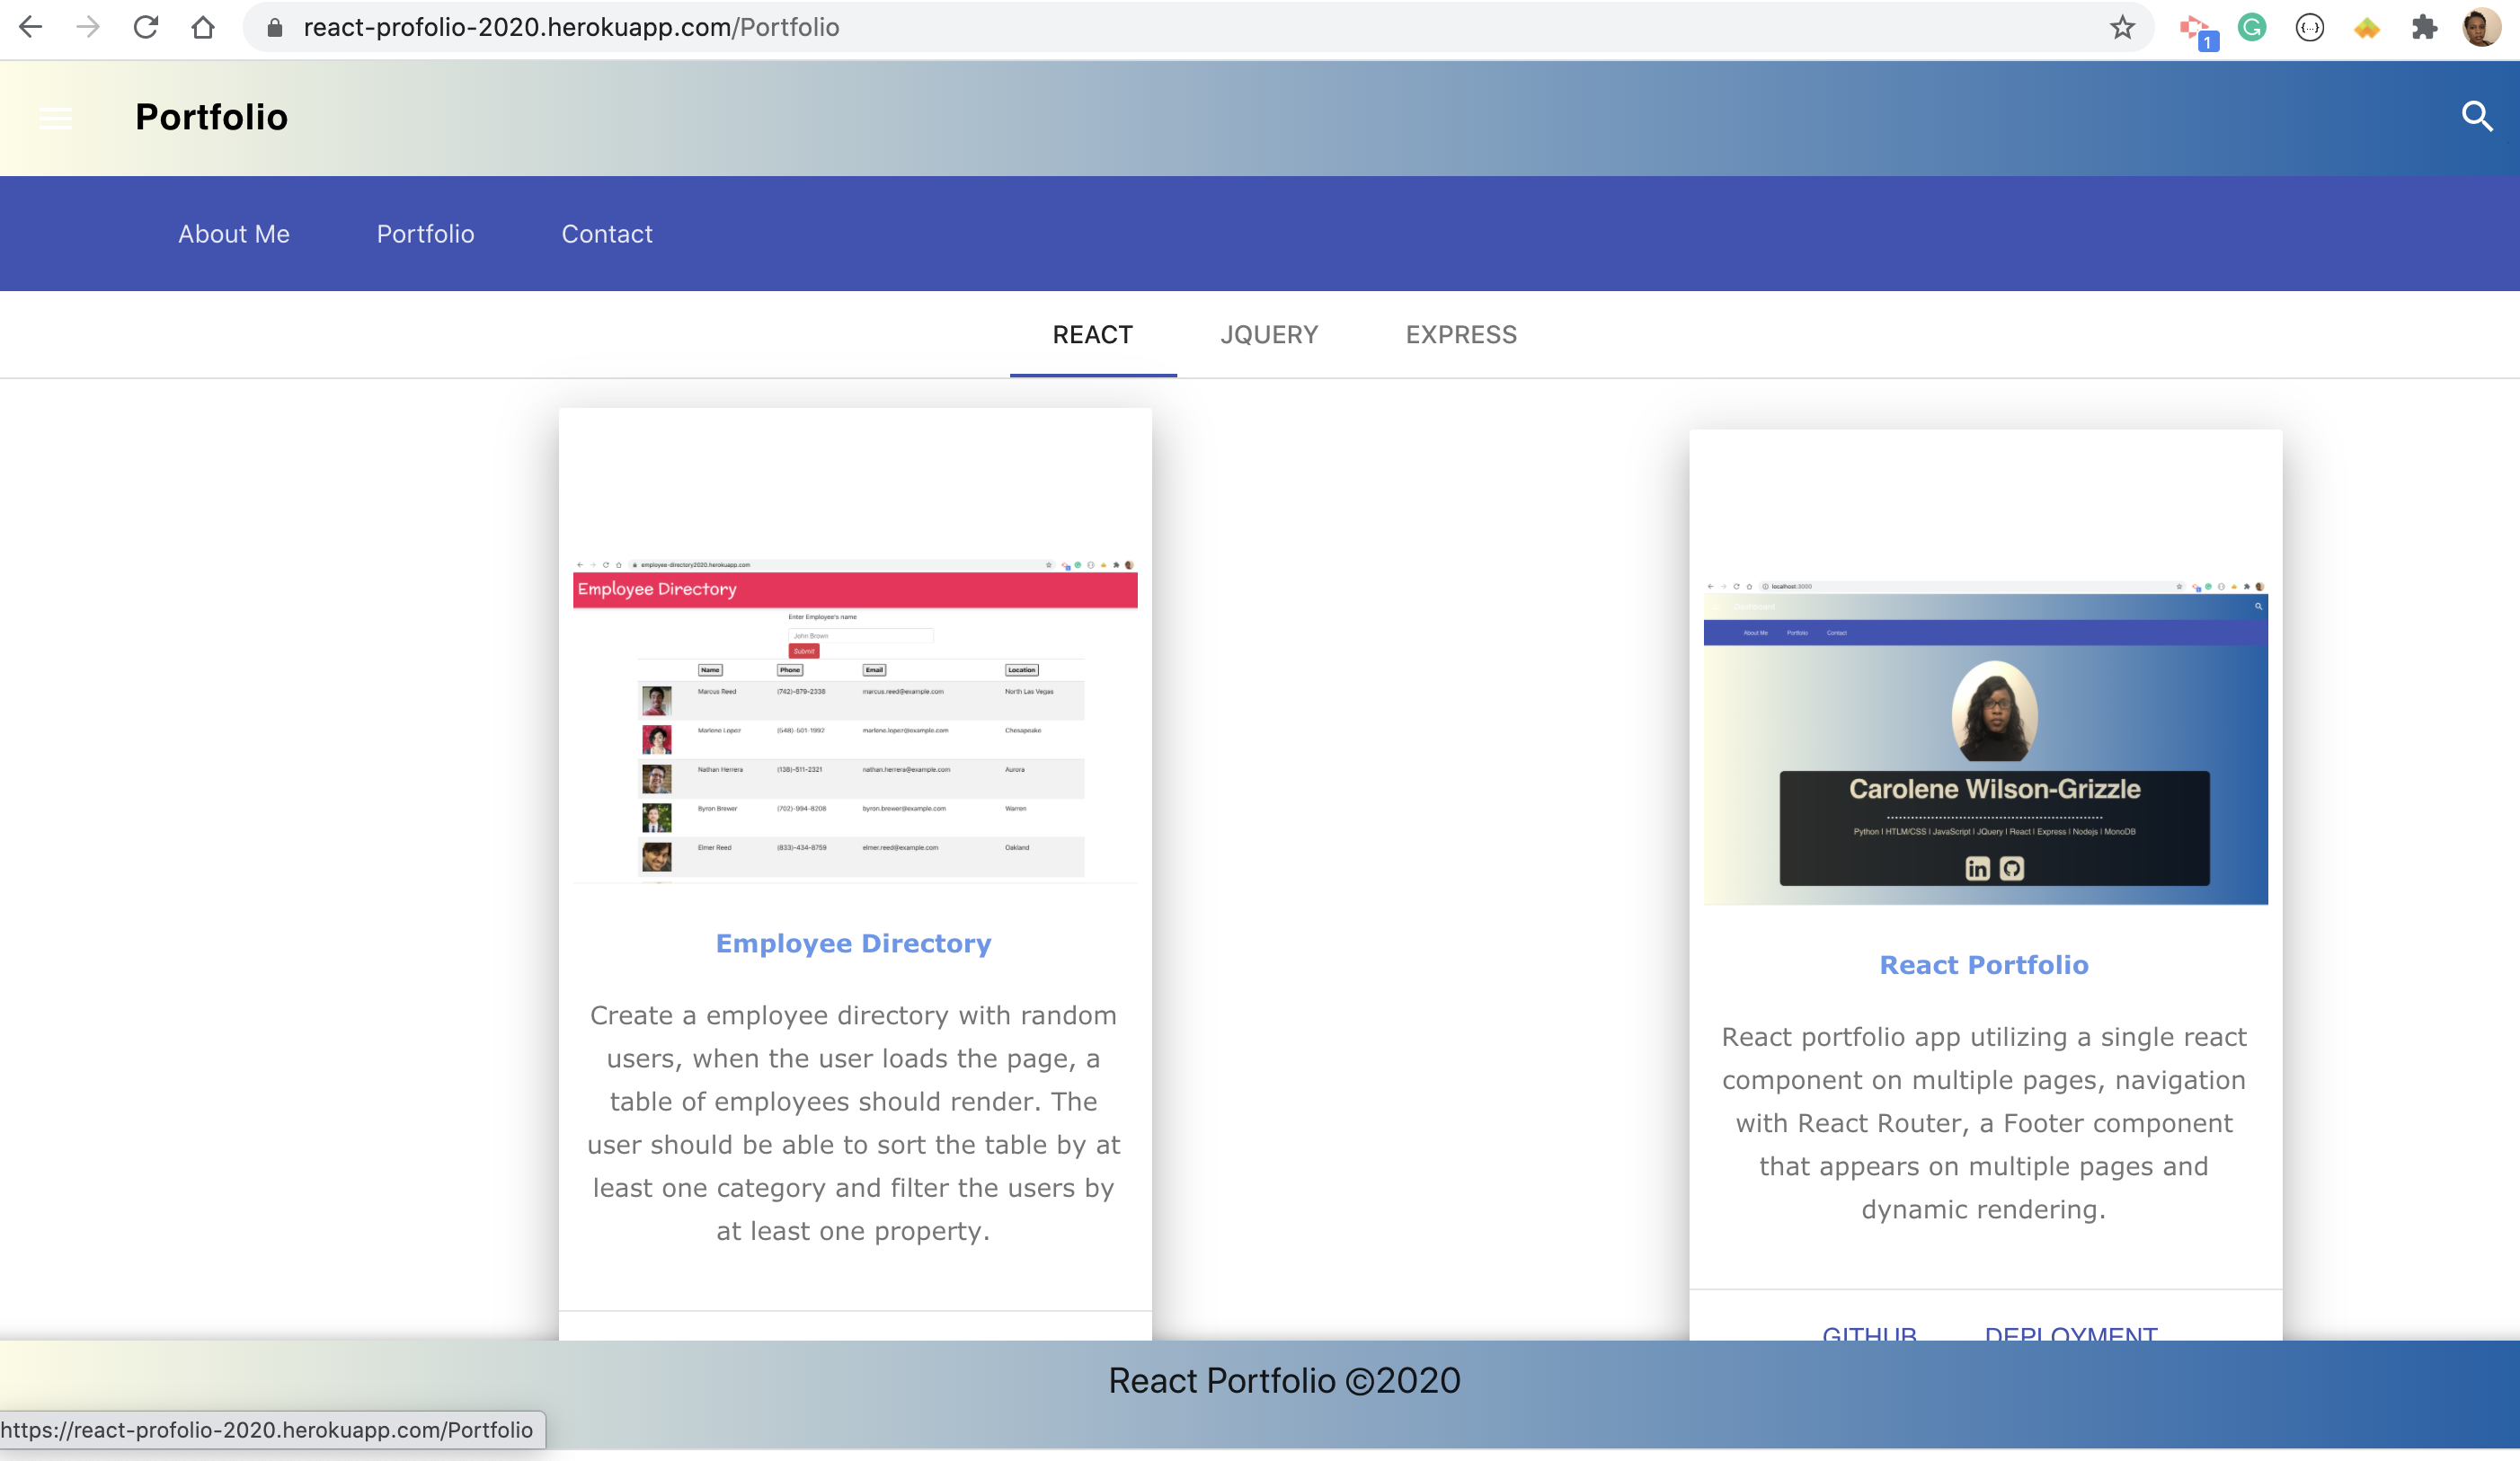 react-profolio-2020.herokuapp.com/Portfolio
1
Portfolio
About Me Portfolio Contact
REACT JQUERY EXPRESS
employee-directory2020.herokuapp.com
Employee Directory
Enter Employee's name
John Brown
Submit
Name Phone Email Location
Marcus Reed (742)-879-2338 marcus.reed@example.com North Las Vegas
Marlene Lopez (548)-501-1992 marlene.lopez@example.com Chesapeake
Nathan Herrera (138)-511-2321 nathan.herrera@example.com Aurora
Byron Brewer (702)-994-8208 byron.brewer@example.com Warren
Elmer Reed (833)-434-8759 elmer.reed@example.com Oakland
Employee Directory
Create a employee directory with random
users, when the user loads the page, a
table of employees should render. The
user should be able to sort the table by at
least one category and filter the users by
at least one property.
localhost:3000
About Me Portfolio Contact
Carolene Wilson-Grizzle
Python | HTLM/CSS | JavaScript | JQuery | React | Express | Nodejs | MonoDB
in
React Portfolio
React portfolio app utilizing a single react
component on multiple pages, navigation
with React Router, a Footer component
that appears on multiple pages and
dynamic rendering.
GITHUB DEPLOYMENT
React Portfolio ©2020
https://react-profolio-2020.herokuapp.com/Portfolio